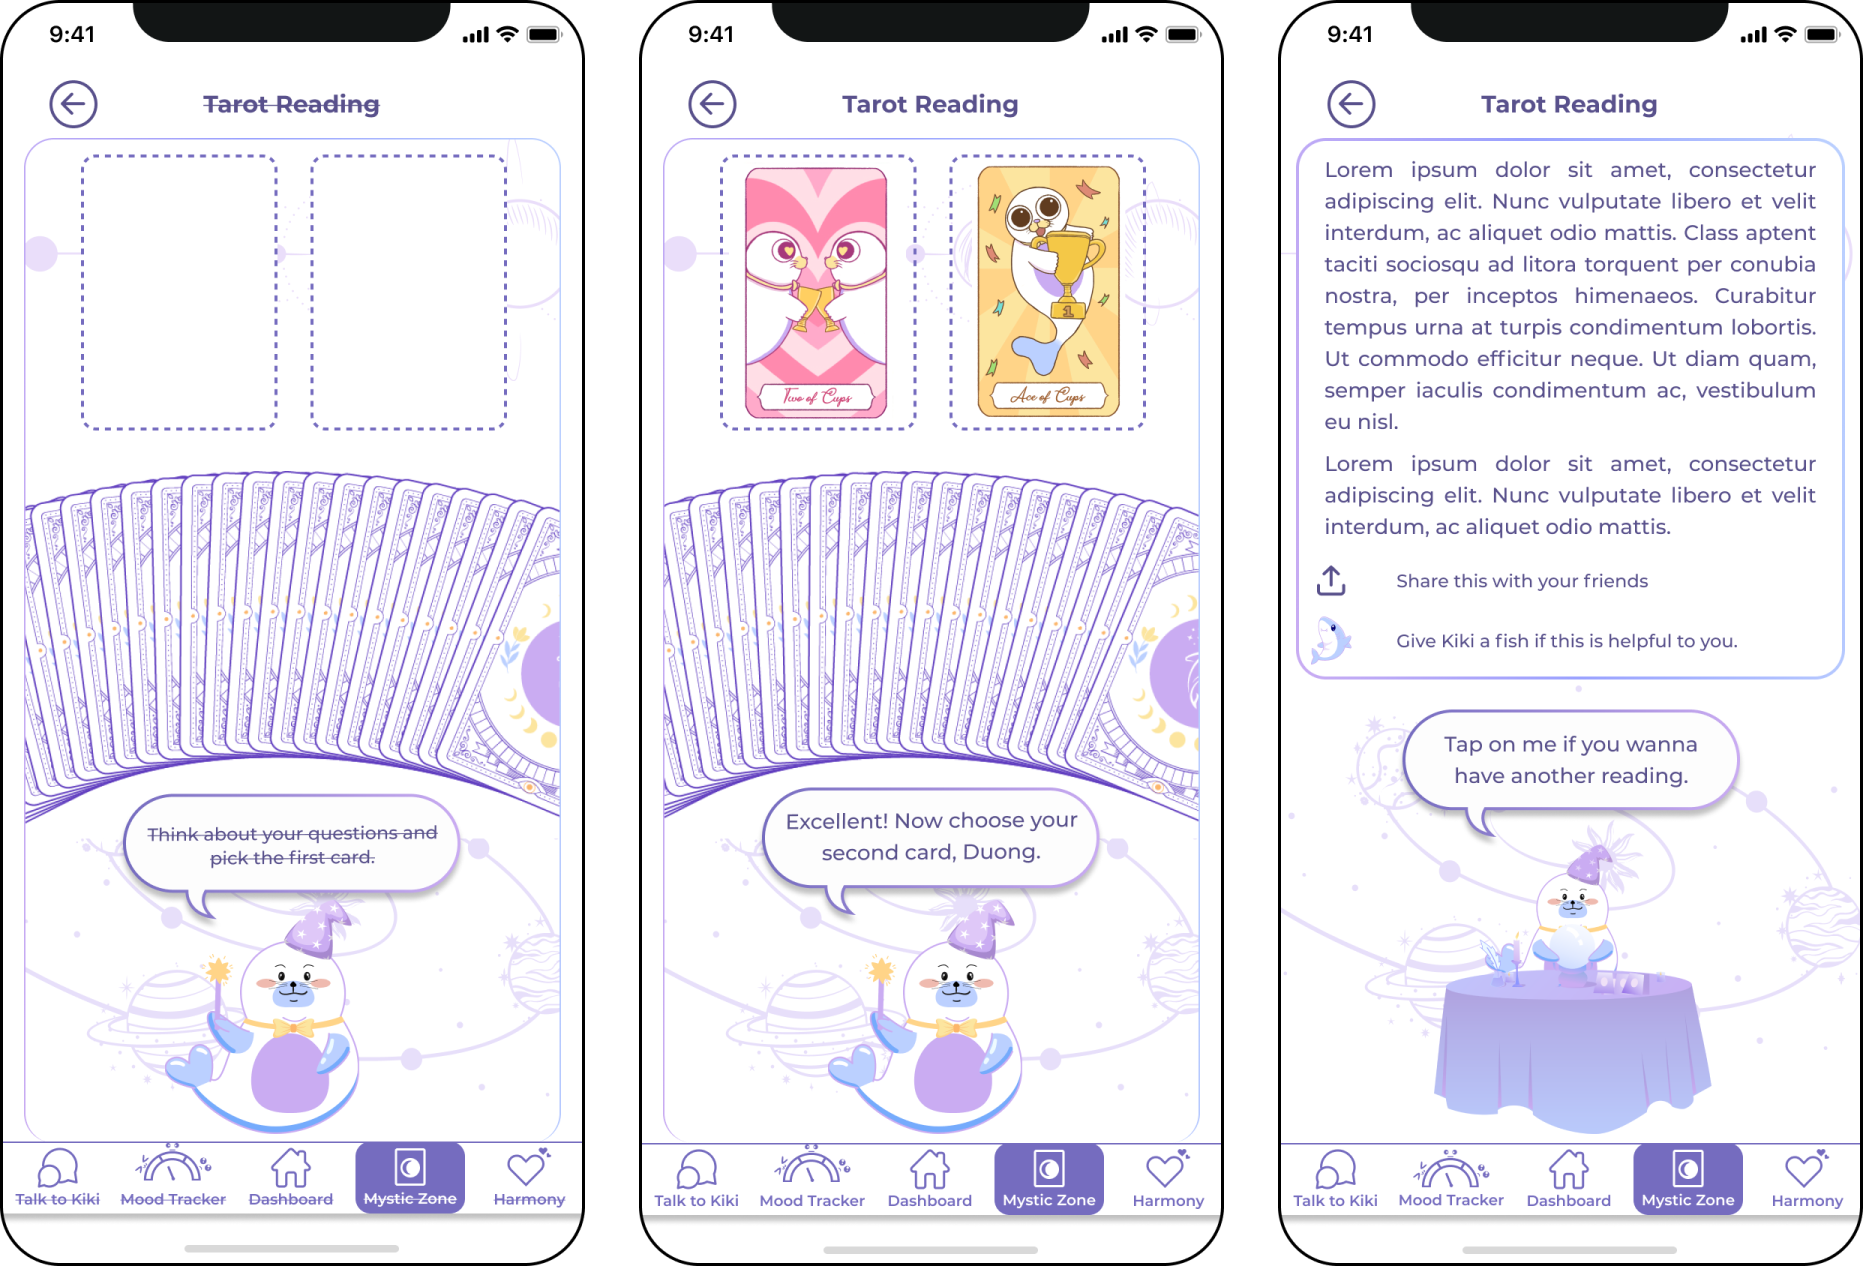 9:41
Tarot Reading
Think about your questions and
pick the first card.
Talk to Kiki
Mood Tracker
Dashboard
Mystic Zone
Harmony
9:41
Tarot Reading
Two of Cups
Ace of Cups
1
Excellent! Now choose your
second card, Duong.
Talk to Kiki
Mood Tracker
Dashboard
Mystic Zone
Harmony
9:41
Tarot Reading
Lorem ipsum dolor sit amet, consectetur
adipiscing elit. Nunc vulputate libero et velit
interdum, ac aliquet odio mattis. Class aptent
taciti sociosqu ad litora torquent per conubia
nostra, per inceptos himenaeos. Curabitur
tempus urna at turpis condimentum lobortis.
Ut commodo efficitur neque. Ut diam quam,
semper iaculis condimentum ac, vestibulum
eu nisl.
Lorem ipsum dolor sit amet, consectetur
adipiscing elit. Nunc vulputate libero et velit
interdum, ac aliquet odio mattis.
Share this with your friends
Give Kiki a fish if this is helpful to you.
Tap on me if you wanna
have another reading.
Talk to Kiki
Mood Tracker
Dashboard
Mystic Zone
Harmony